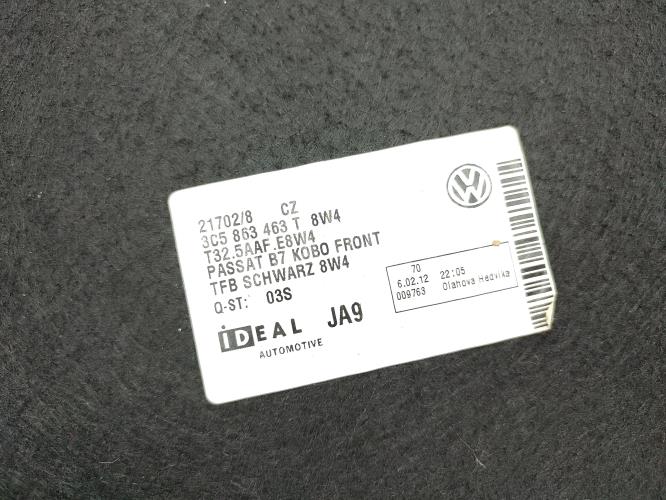 21702/8 CZ
3C5 863 463 T 8W4
T32.5AAF.E8W4
PASSAT B7 KOBO FRONT
TFB SCHWARZ 8W4
Q-ST: 03S
iDEAL JA9
AUTOMOTIVE
70
6.02.12 22:05
009763 Olahova Hedvika